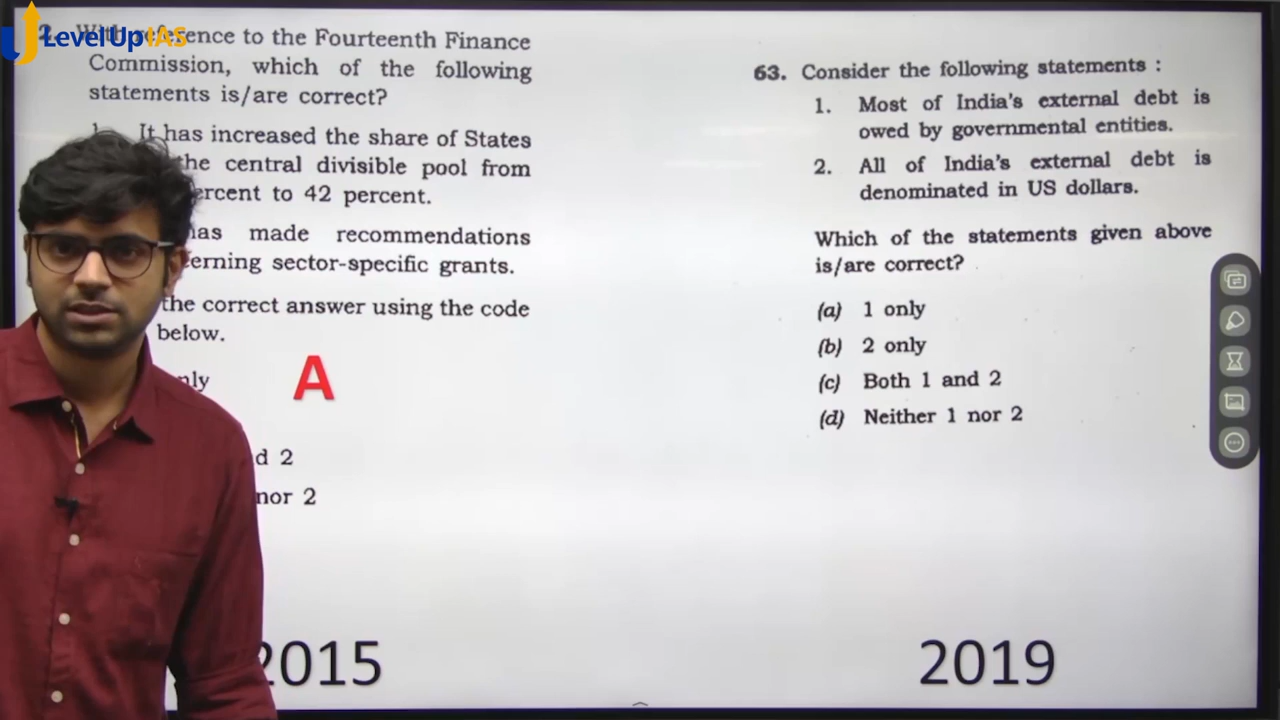 LevelUp IAS
2. With reference to the Fourteenth Finance
Commission, which of the following
statements is/are correct?
1. It has increased the share of States
the central divisible pool from
percent to 42 percent.
has made recommendations
concerning sector-specific grants.
the correct answer using the code
below.
only
A
d 2
nor 2
2015
63. Consider the following statements :
1. Most of India's external debt is
owed by governmental entities.
2. All of India's external debt is
denominated in US dollars.
Which of the statements given above
is/are correct?
(a) 1 only
(b) 2 only
(c) Both 1 and 2
(d) Neither 1 nor 2
2019